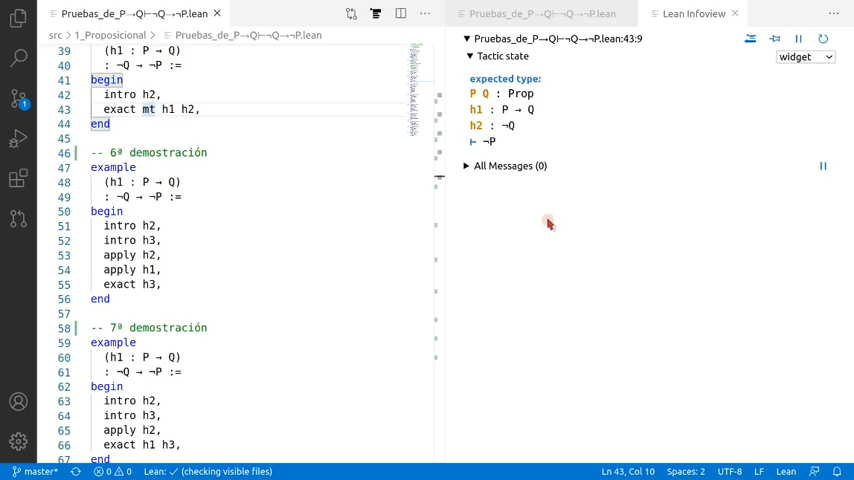 Pruebas_de_P→Q⊢¬Q→¬P.lean
Pruebas_de_P→Q⊢¬Q→¬P.lean
Lean Infoview
src > 1_Proposicional > Pruebas_de_P→Q⊢¬Q→¬P.lean
39 (h1 : P → Q)
40 : ¬Q → ¬P :=
41 begin
42 intro h2,
43 exact mt h1 h2,
44 end
45
46 -- 6ª demostración
47 example
48 (h1 : P → Q)
49 : ¬Q → ¬P :=
50 begin
51 intro h2,
52 intro h3,
53 apply h2,
54 apply h1,
55 exact h3,
56 end
57
58 -- 7ª demostración
59 example
60 (h1 : P → Q)
61 : ¬Q → ¬P :=
62 begin
63 intro h2,
64 intro h3,
65 apply h2,
66 exact h1 h3,
67 end
Pruebas_de_P→Q⊢¬Q→¬P.lean:43:9
Tactic state
widget
expected type:
P Q : Prop
h1 : P → Q
h2 : ¬Q
⊢ ¬P
All Messages (0)
1
master*
0
0
Lean: ✓ (checking visible files)
Ln 43, Col 10
Spaces: 2
UTF-8
LF
Lean